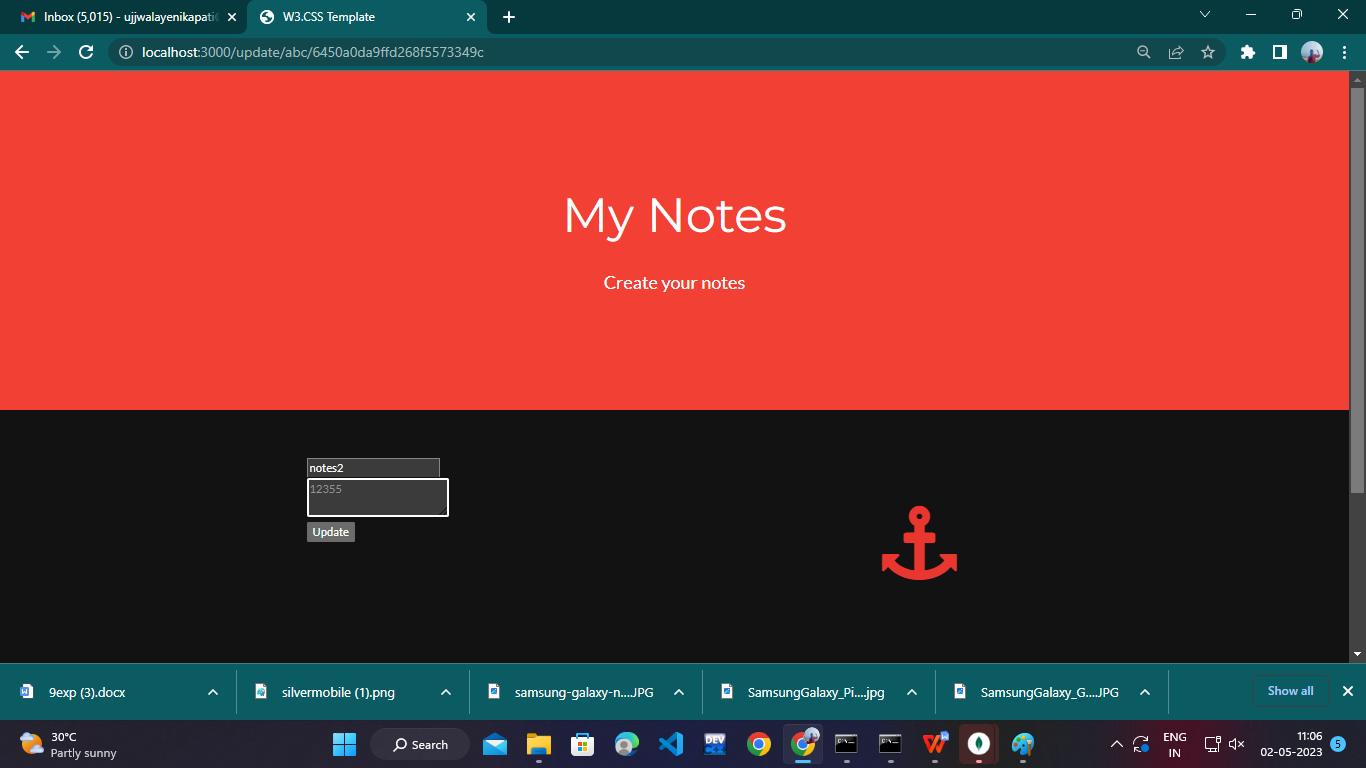 Inbox (5,015) - ujjwalayenikapati
W3.CSS Template
localhost:3000/update/abc/6450a0da9ffd268f5573349c
My Notes
Create your notes
notes2
12355
Update
9exp (3).docx
silvermobile (1).png
samsung-galaxy-n....JPG
SamsungGalaxy_Pi....jpg
SamsungGalaxy_G....JPG
Show all
30°C
Partly sunny
Search
DEV
ENG
IN
11:06
02-05-2023
5